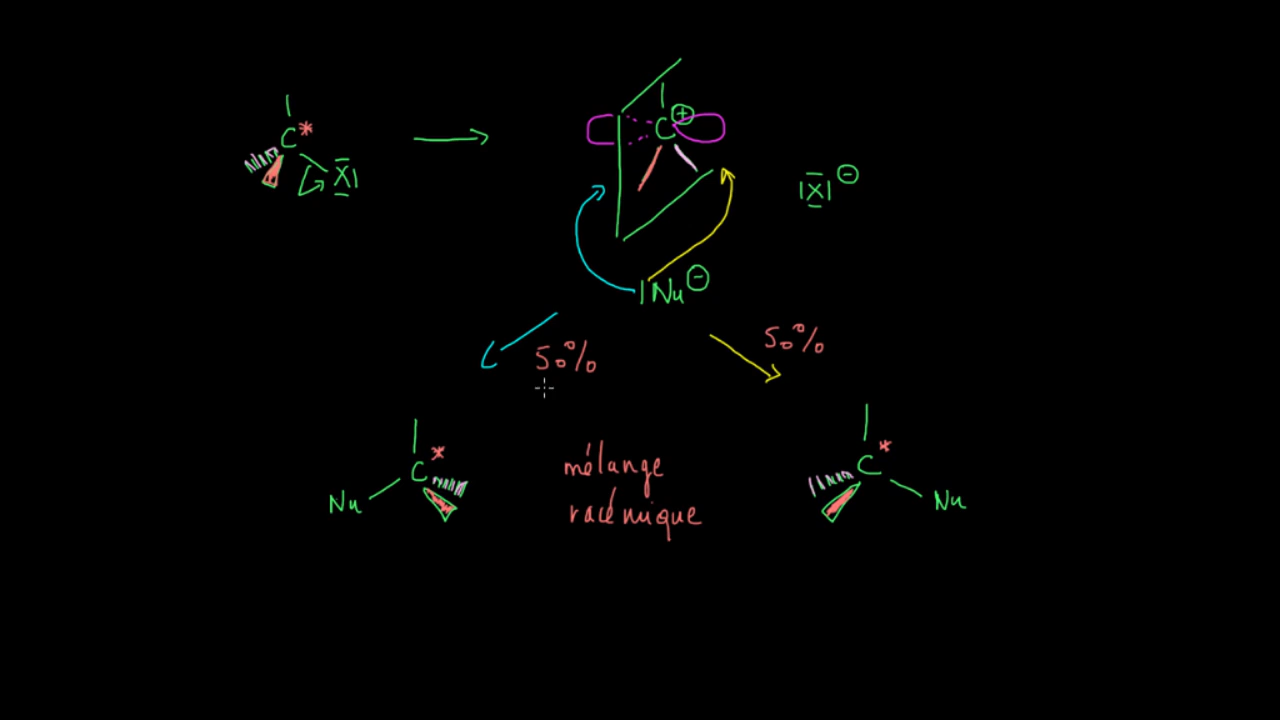 C*
|X̲̅|
C⊕
|X̲̅|⊖
|Nu⊖
50%
50%
C*
Nu
mélange
racémique
C*
Nu